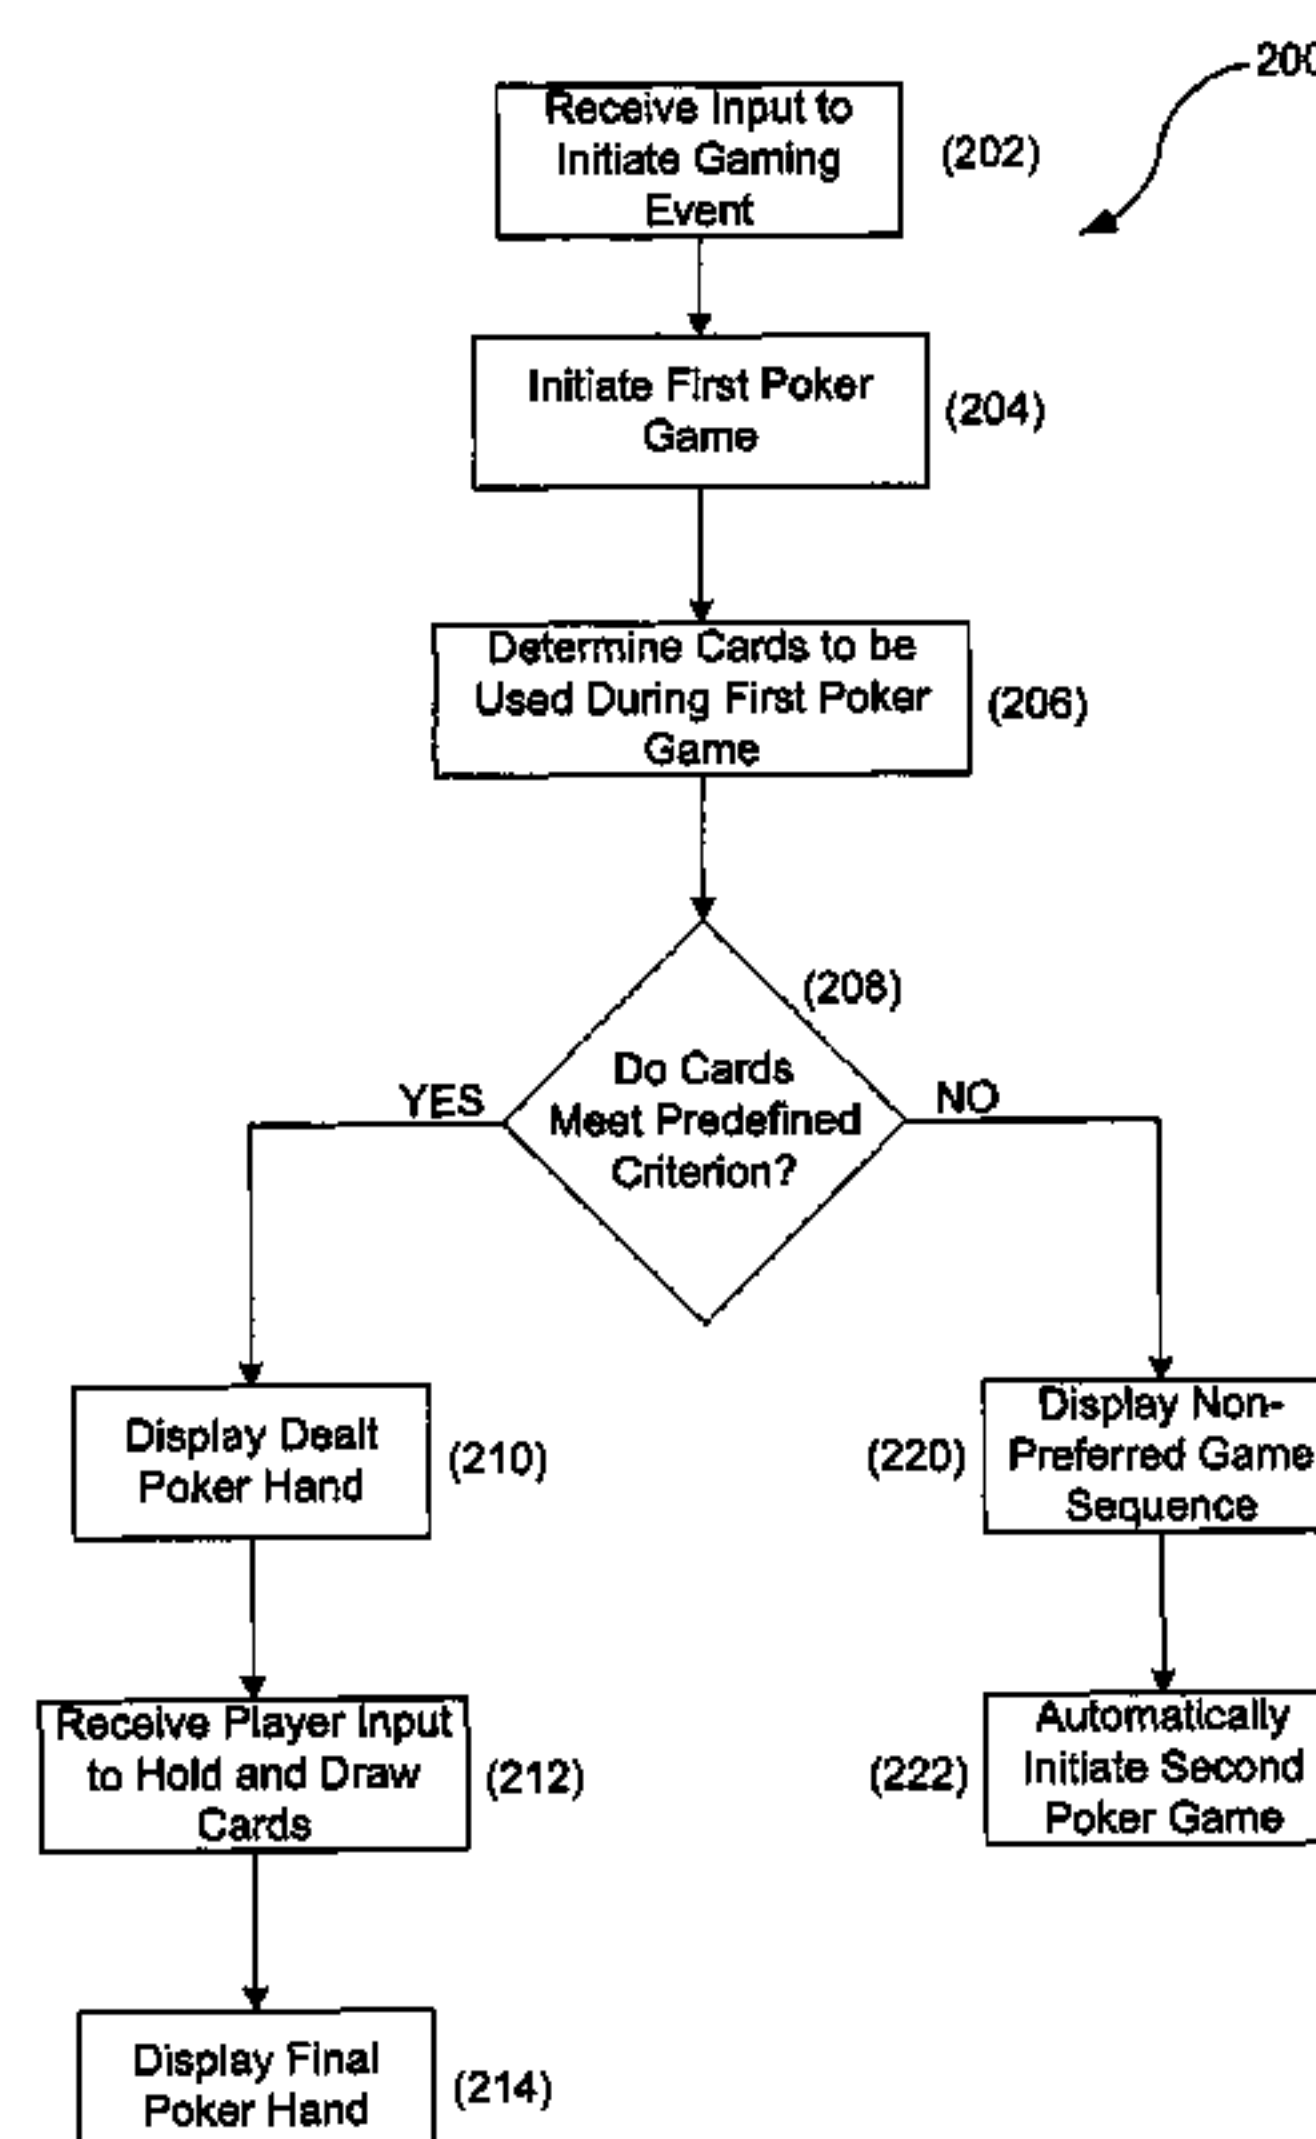 200
Receive Input to
Initiate Gaming
Event
(202)
Initiate First Poker
Game
(204)
Determine Cards to be
Used During First Poker
Game
(206)
(208)
Do Cards
Meet Predefined
Criterion?
YES
NO
Display Dealt
Poker Hand
(210)
Display Non-
Preferred Game
Sequence
(220)
Receive Player Input
to Hold and Draw
Cards
(212)
Automatically
Initiate Second
Poker Game
(222)
Display Final
Poker Hand
(214)